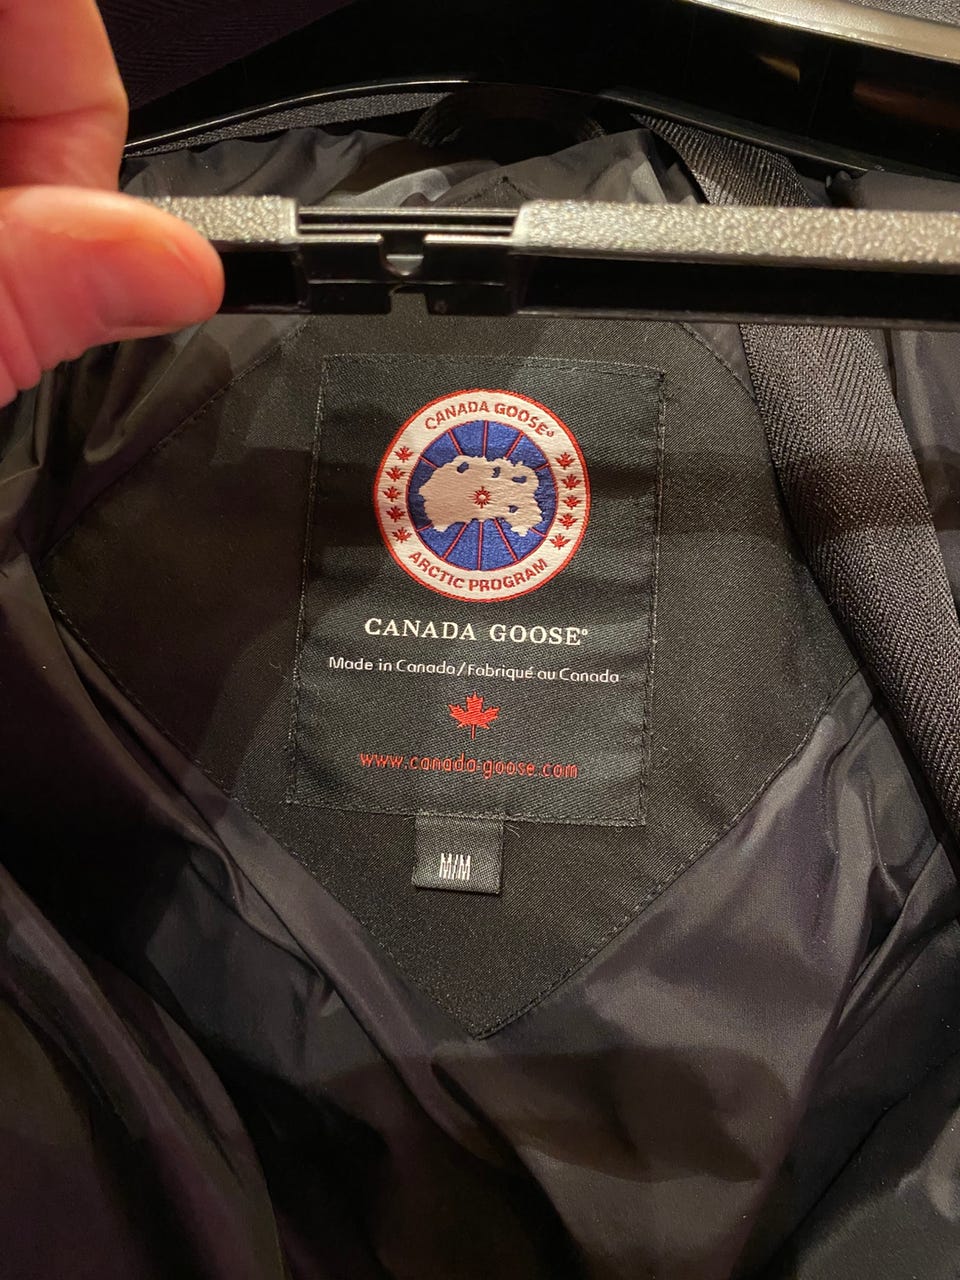 CANADA GOOSE®
ARCTIC PROGRAM
CANADA GOOSE®
Made in Canada/Fabriqué au Canada
www.canada-goose.com
M/M